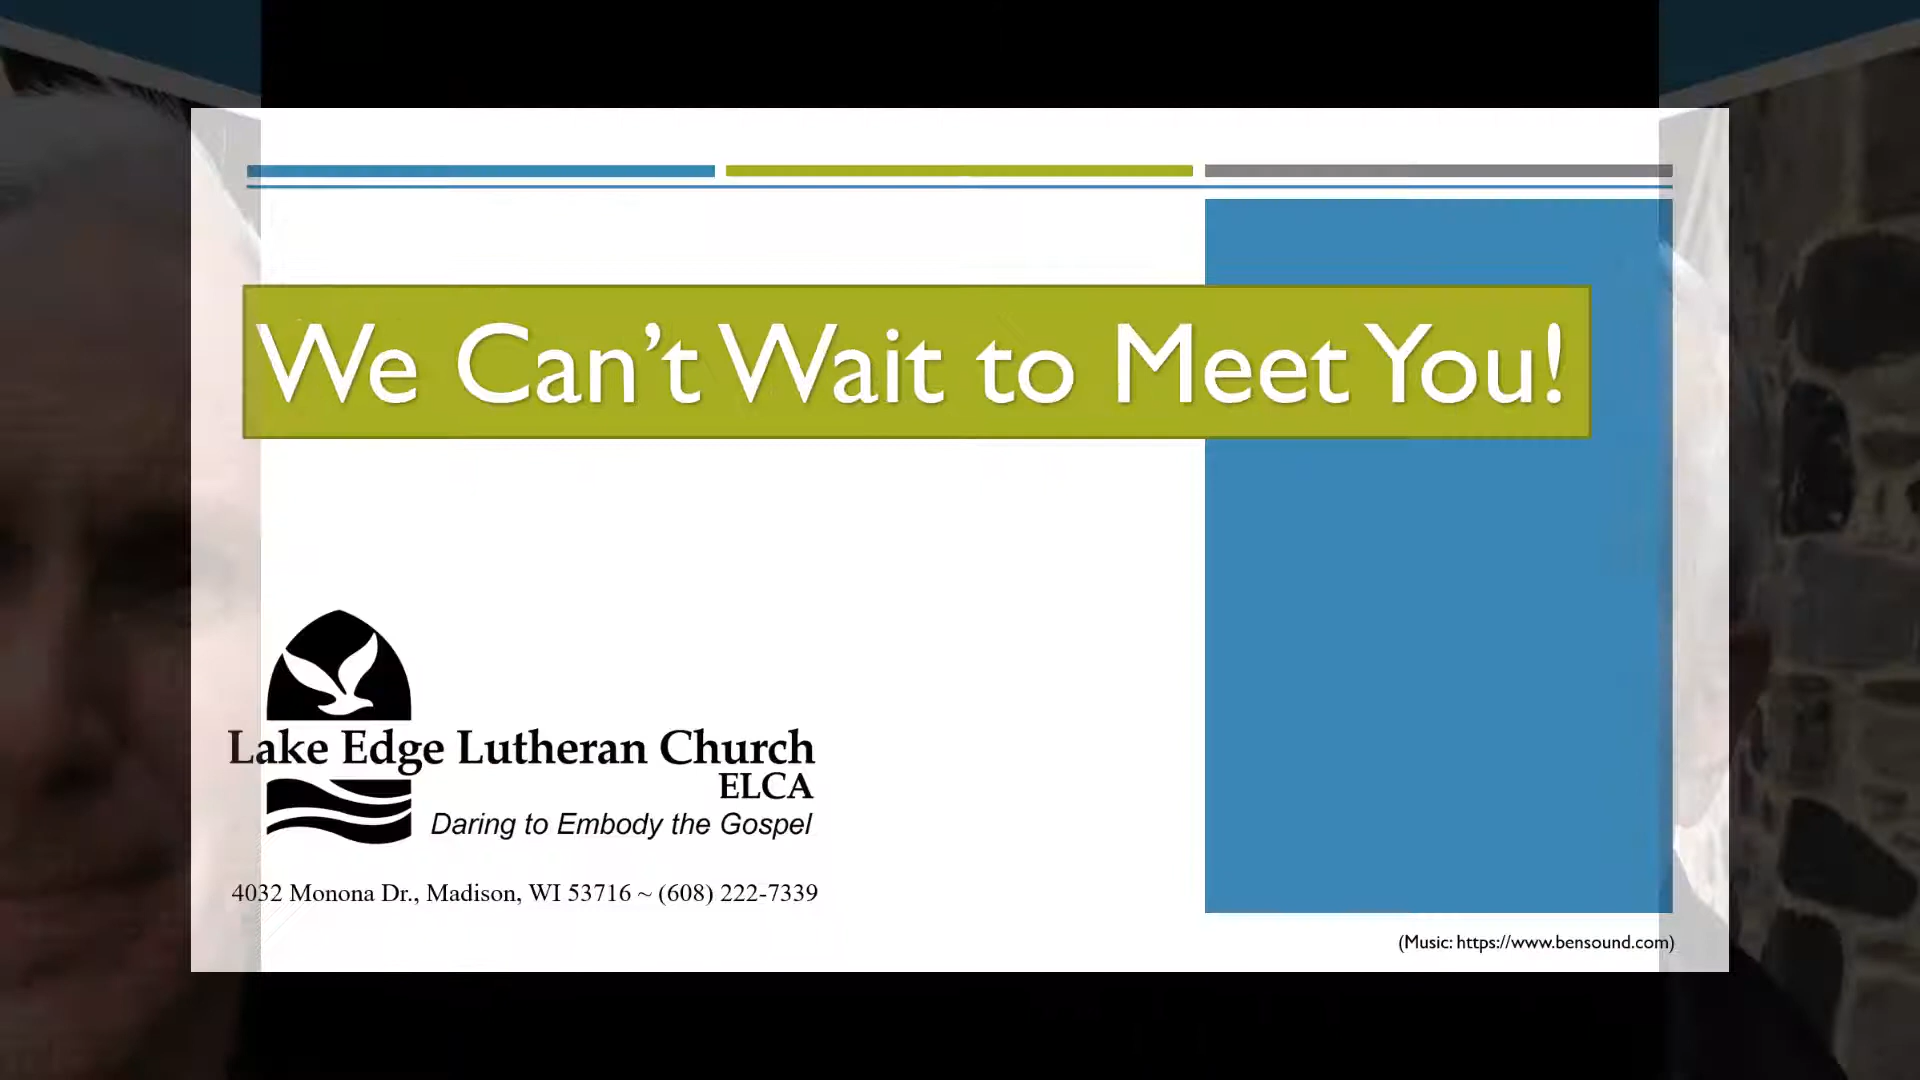 We Can't Wait to Meet You!
Lake Edge Lutheran Church
ELCA
Daring to Embody the Gospel
4032 Monona Dr., Madison, WI 53716 ~ (608) 222-7339
(Music: https://www.bensound.com)